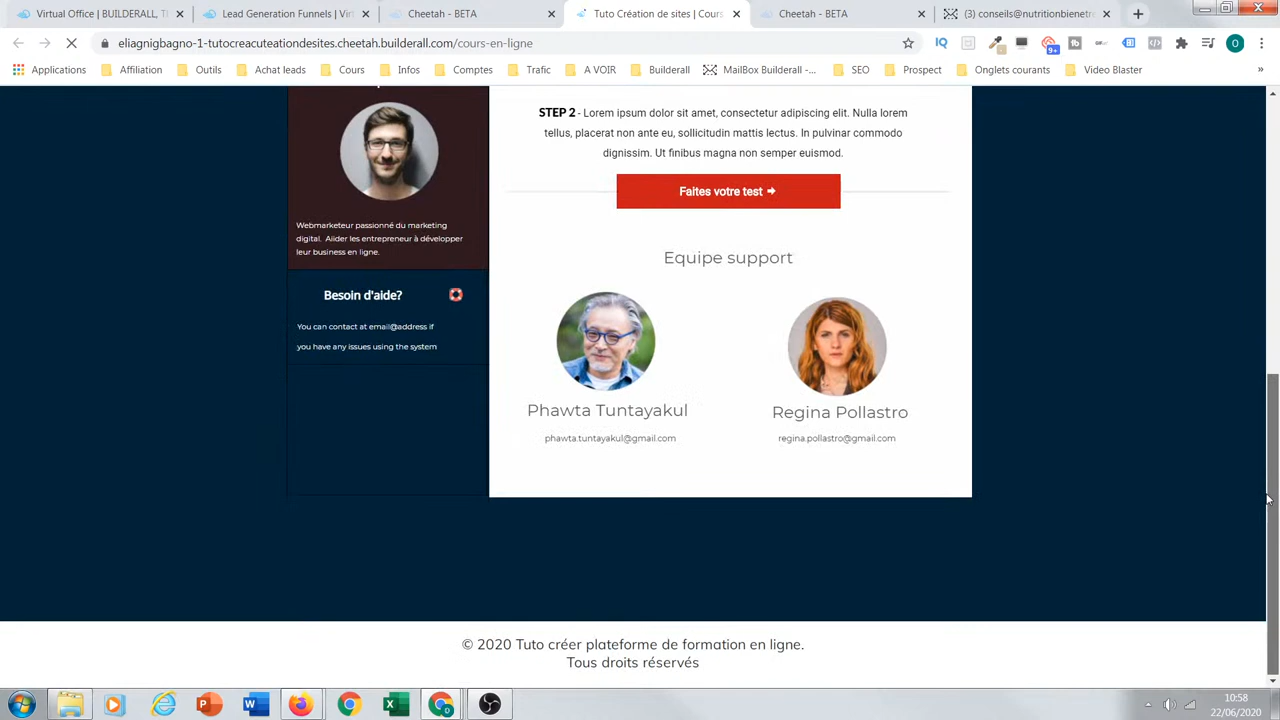 Virtual Office | BUILDERALL, T
Lead Generation Funnels | Vir
Cheetah - BETA
Tuto Création de sites | Cours
Cheetah - BETA
(3) conseils@nutritionbienetr
eliagnigbagno-1-tutocreacuteationdesites.cheetah.builderall.com/cours-en-ligne
IQ
9+
O
Applications
Affiliation
Outils
Achat leads
Cours
Infos
Comptes
Trafic
A VOIR
Builderall
MailBox Builderall -...
SEO
Prospect
Onglets courants
Video Blaster
»
STEP 2 - Lorem ipsum dolor sit amet, consectetur adipiscing elit. Nulla lorem
tellus, placerat non ante eu, sollicitudin mattis lectus. In pulvinar commodo
dignissim. Ut finibus magna non semper euismod.
Faites votre test
Webmarketeur passionné du marketing
digital. Aiider les entrepreneur à développer
leur business en ligne.
Equipe support
Besoin d'aide?
You can contact at email@address if
you have any issues using the system
Phawta Tuntayakul
Regina Pollastro
phawta.tuntayakul@gmail.com
regina.pollastro@gmail.com
© 2020 Tuto créer plateforme de formation en ligne.
Tous droits réservés
10:58
22/06/2020